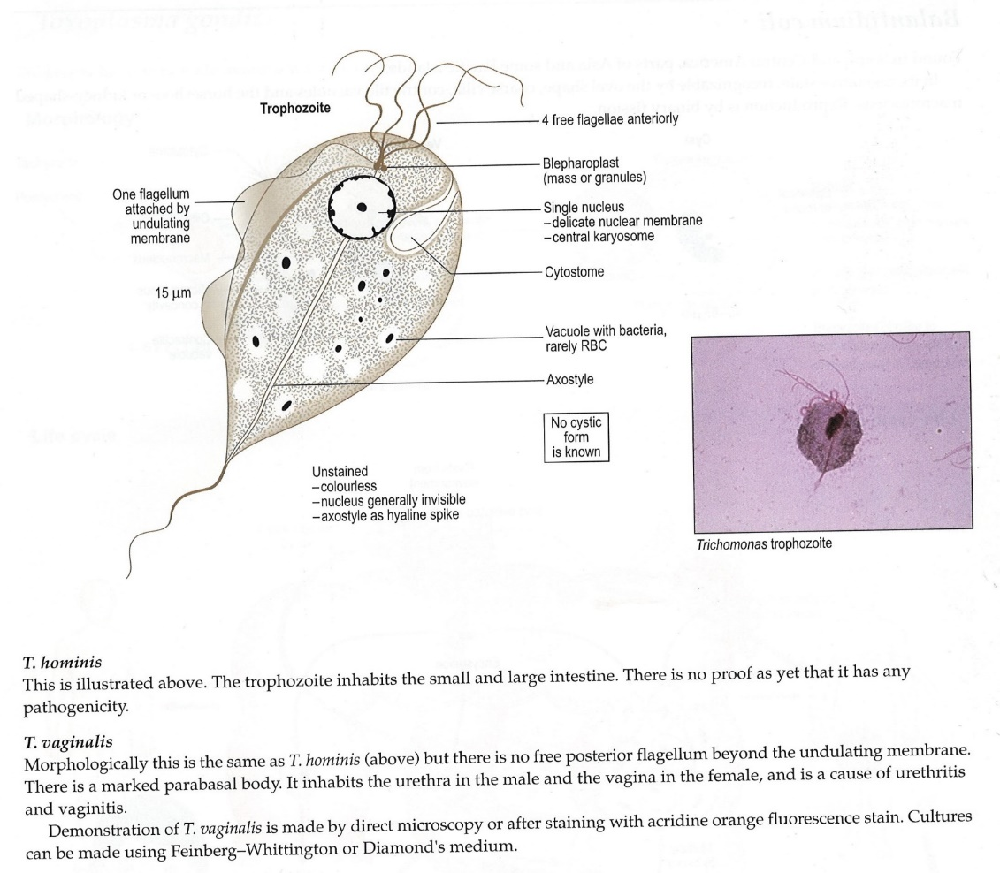 Trophozoite
4 free flagellae anteriorly
Blepharoplast
(mass or granules)
One flagellum
attached by
undulating
membrane
Single nucleus
–delicate nuclear membrane
–central karyosome
Cytostome
15 µm
Vacuole with bacteria,
rarely RBC
Axostyle
No cystic
form
is known
Unstained
–colourless
–nucleus generally invisible
–axostyle as hyaline spike
Trichomonas trophozoite
T. hominis
This is illustrated above. The trophozoite inhabits the small and large intestine. There is no proof as yet that it has any
pathogenicity.
T. vaginalis
Morphologically this is the same as T. hominis (above) but there is no free posterior flagellum beyond the undulating membrane.
There is a marked parabasal body. It inhabits the urethra in the male and the vagina in the female, and is a cause of urethritis
and vaginitis.
Demonstration of T. vaginalis is made by direct microscopy or after staining with acridine orange fluorescence stain. Cultures
can be made using Feinberg–Whittington or Diamond's medium.